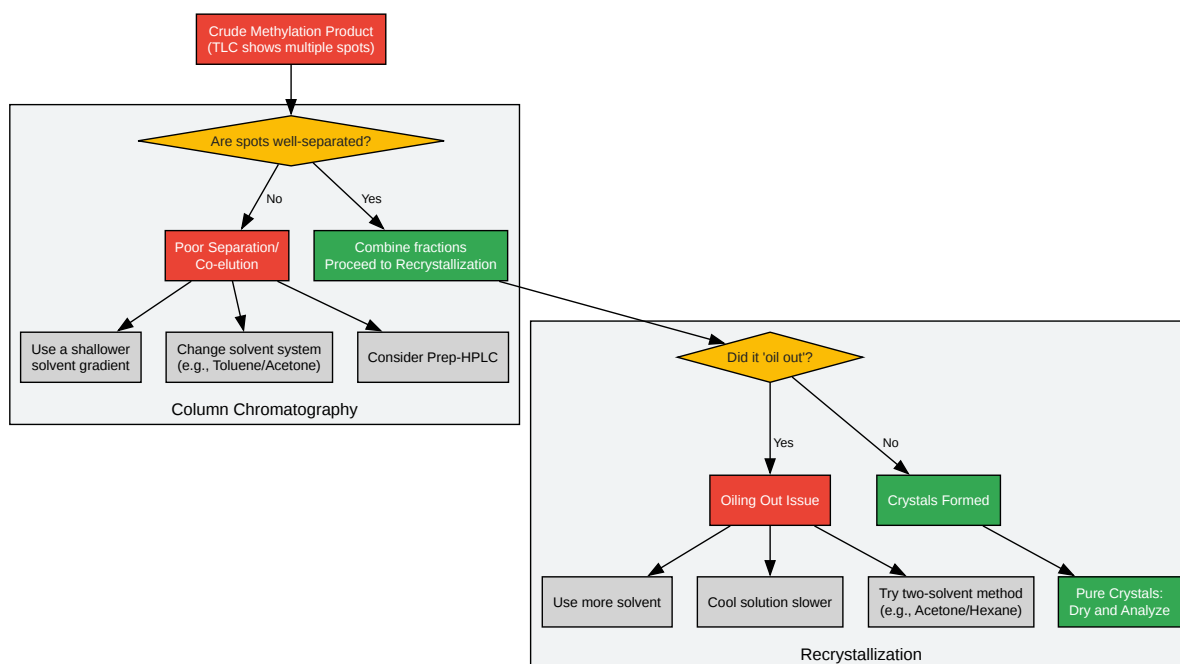 Crude Methylation Product
(TLC shows multiple spots)
Are spots well-separated?
No
Yes
Poor Separation/
Co-elution
Combine fractions
Proceed to Recrystallization
Use a shallower
solvent gradient
Change solvent system
(e.g., Toluene/Acetone)
Consider Prep-HPLC
Column Chromatography
Did it 'oil out'?
Yes
No
Oiling Out Issue
Crystals Formed
Use more solvent
Cool solution slower
Try two-solvent method
(e.g., Acetone/Hexane)
Pure Crystals:
Dry and Analyze
Recrystallization